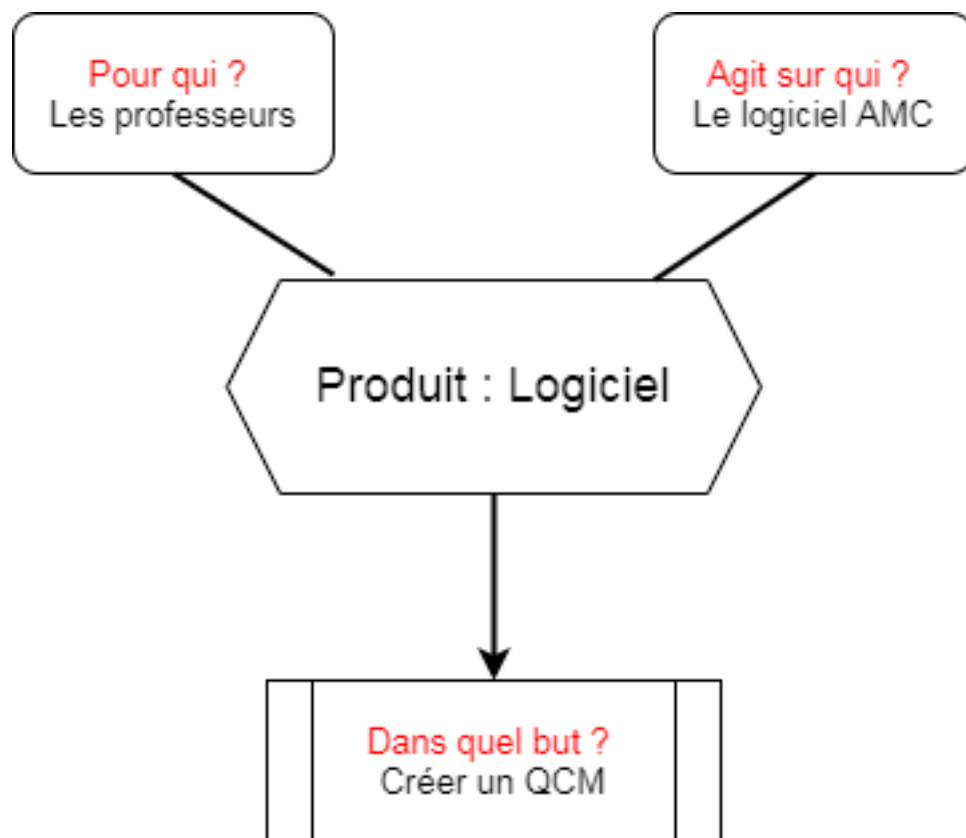 Pour qui ?
Les professeurs
Agit sur qui ?
Le logiciel AMC
Produit : Logiciel
Dans quel but ?
Créer un QCM